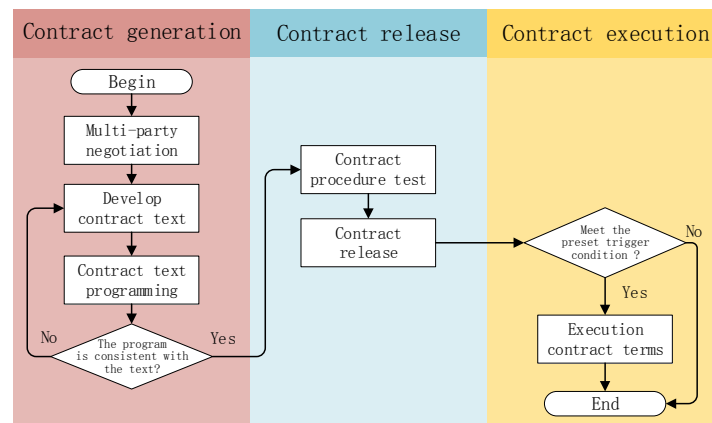 Contract generation
Contract release
Contract execution
Begin
Multi-party
negotiation
Develop
contract text
Contract text
programming
No
The program
is consistent with
the text?
Yes
Contract
procedure test
Contract
release
Meet the
preset trigger
condition ?
No
Yes
Execution
contract terms
End